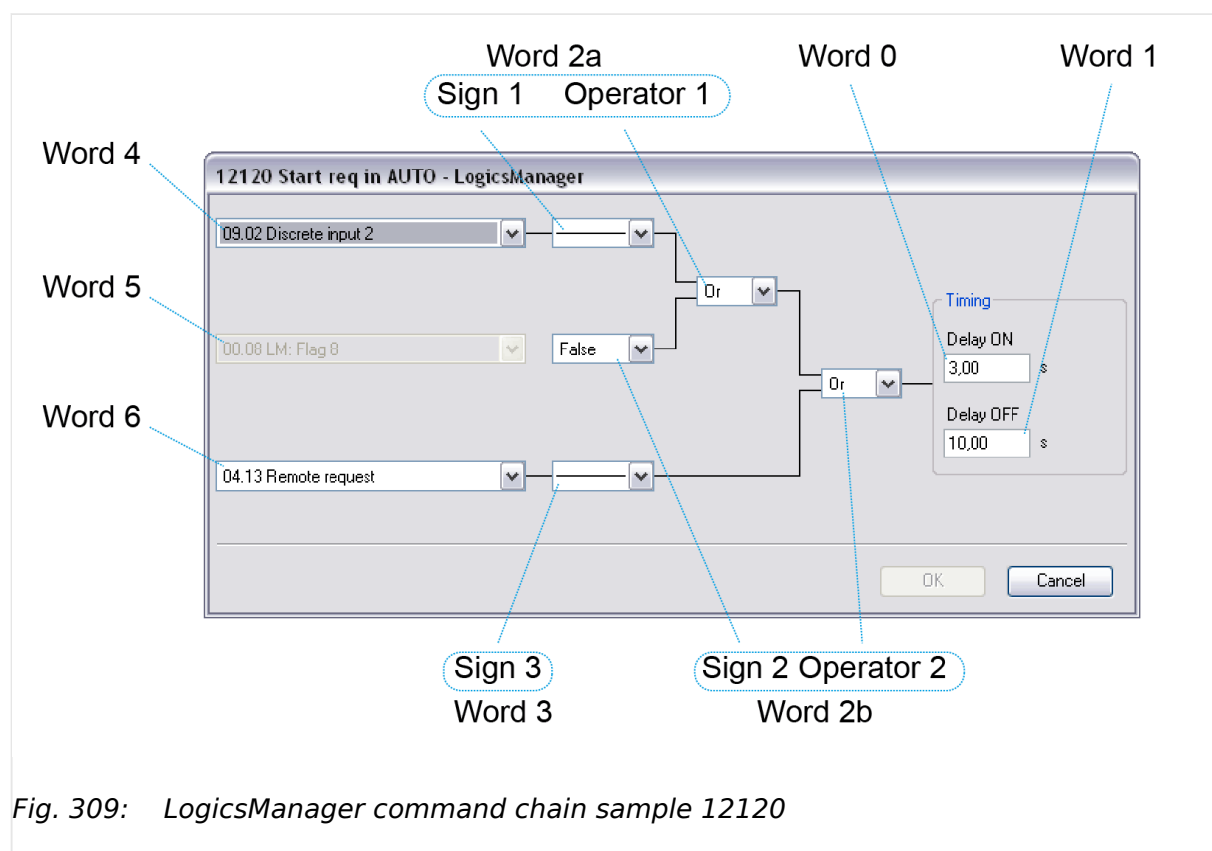 Word 2a Word 0 Word 1
Sign 1 Operator 1
Word 4
12120 Start req in AUTO - LogicsManager
09.02 Discrete input 2
Word 5
Or
Timing
Delay ON
00.08 LM: Flag 8 False
3,00 s
Or
Word 6
Delay OFF
10,00 s
04.13 Remote request
OK Cancel
Sign 3 Sign 2 Operator 2
Word 3 Word 2b
Fig. 309: LogicsManager command chain sample 12120